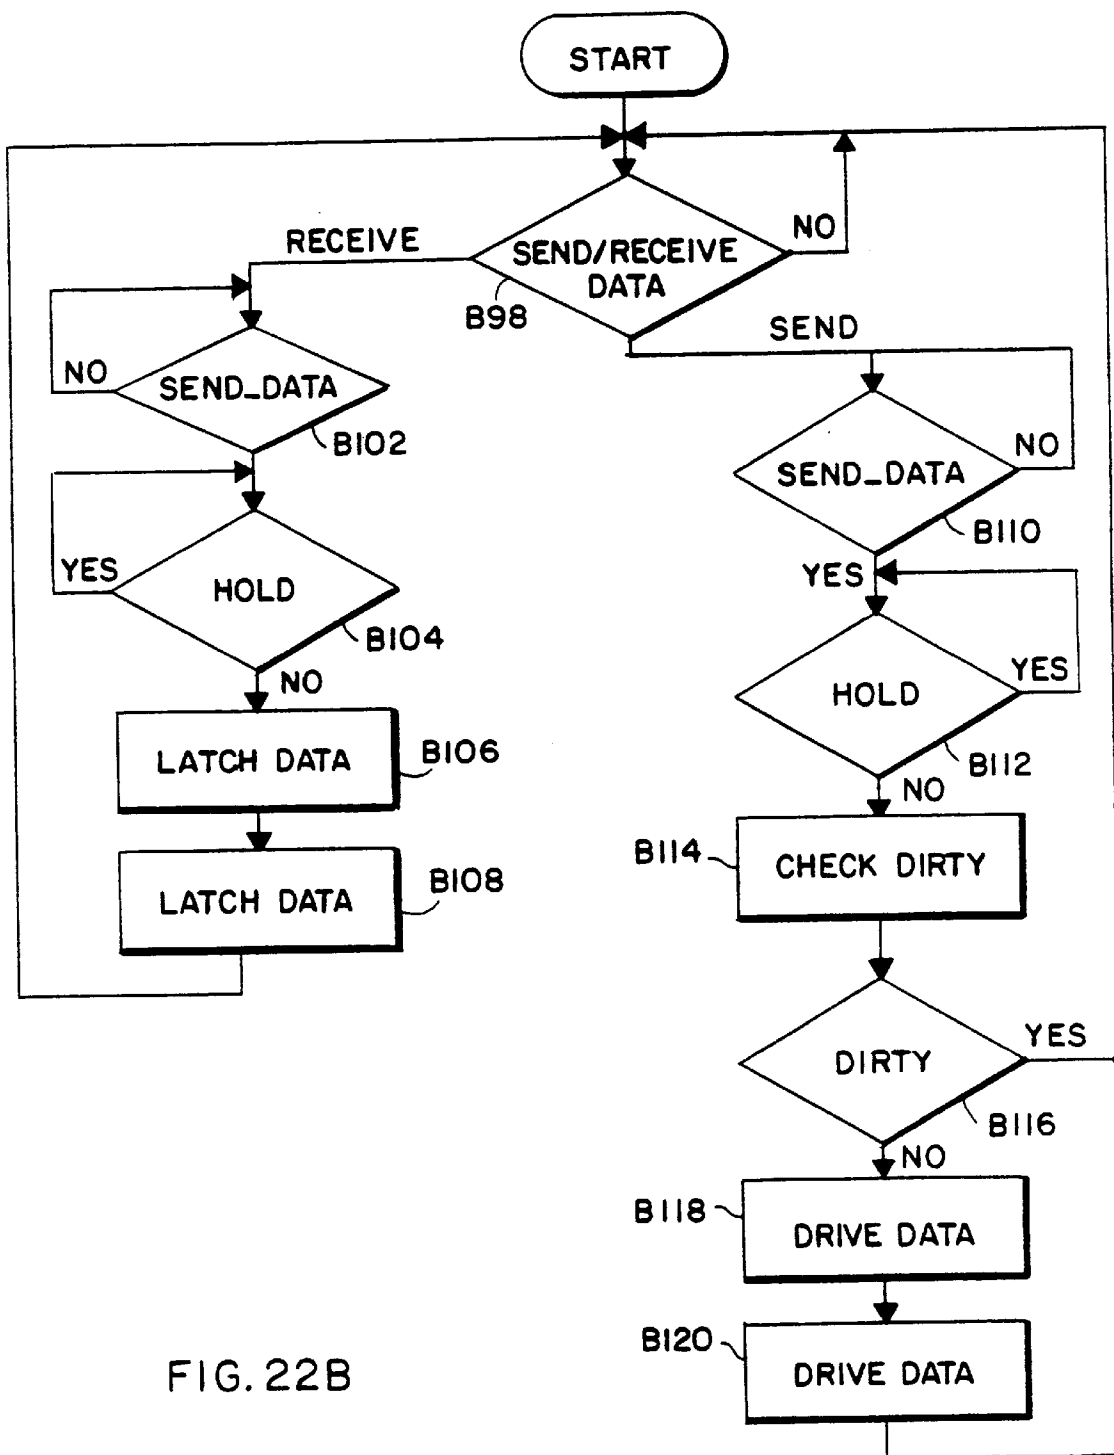 START
RECEIVE
SEND/RECEIVE
DATA
NO
B98
SEND
NO
SEND_DATA
B102
SEND_DATA
NO
B110
YES
HOLD
B104
NO
YES
HOLD
YES
B112
NO
LATCH DATA
B106
B114
CHECK DIRTY
LATCH DATA
B108
DIRTY
YES
B116
NO
B118
DRIVE DATA
B120
DRIVE DATA
FIG. 22B